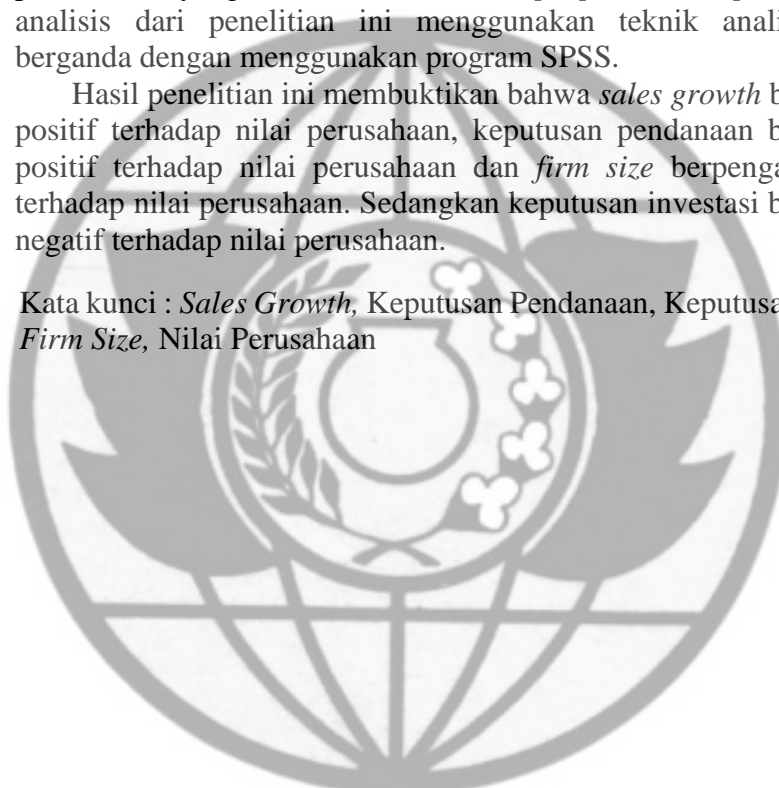 analisis dari penelitian ini menggunakan teknik anali
berganda dengan menggunakan program SPSS.
Hasil penelitian ini membuktikan bahwa sales growth b
positif terhadap nilai perusahaan, keputusan pendanaan b
positif terhadap nilai perusahaan dan firm size berpenga
terhadap nilai perusahaan. Sedangkan keputusan investasi b
negatif terhadap nilai perusahaan.
Kata kunci : Sales Growth, Keputusan Pendanaan, Keputusa
Firm Size, Nilai Perusahaan